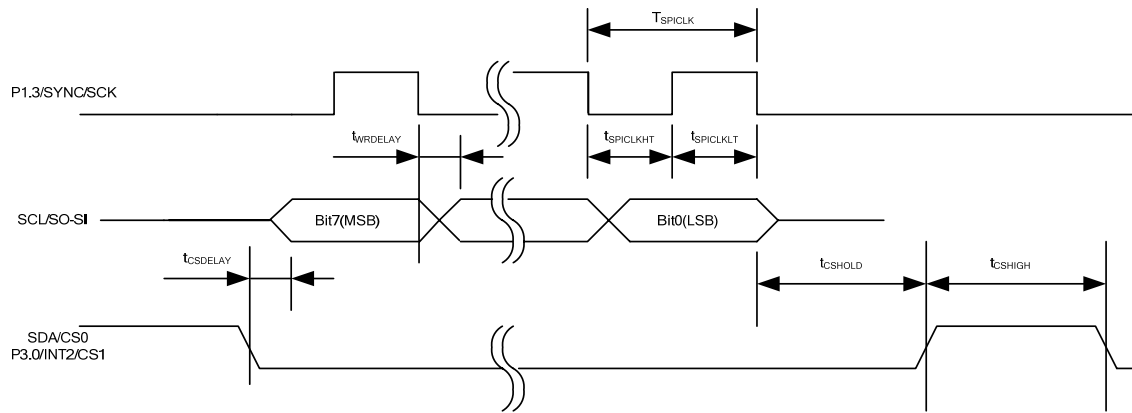 TSPICLK
P1.3/SYNC/SCK
tWRDELAY
tSPICLKHT
tSPICLKLT
SCL/SO-SI
Bit7(MSB)
Bit0(LSB)
tCSDELAY
tCSHOLD
tCSHIGH
SDA/CS0
P3.0/INT2/CS1